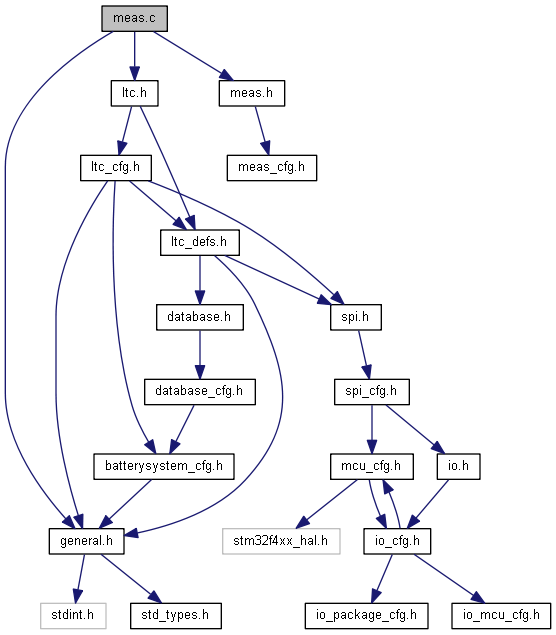 meas.c
ltc.h
meas.h
ltc_cfg.h
meas_cfg.h
ltc_defs.h
database.h
spi.h
database_cfg.h
spi_cfg.h
batterysystem_cfg.h
mcu_cfg.h
io.h
general.h
stm32f4xx_hal.h
io_cfg.h
stdint.h
std_types.h
io_package_cfg.h
io_mcu_cfg.h